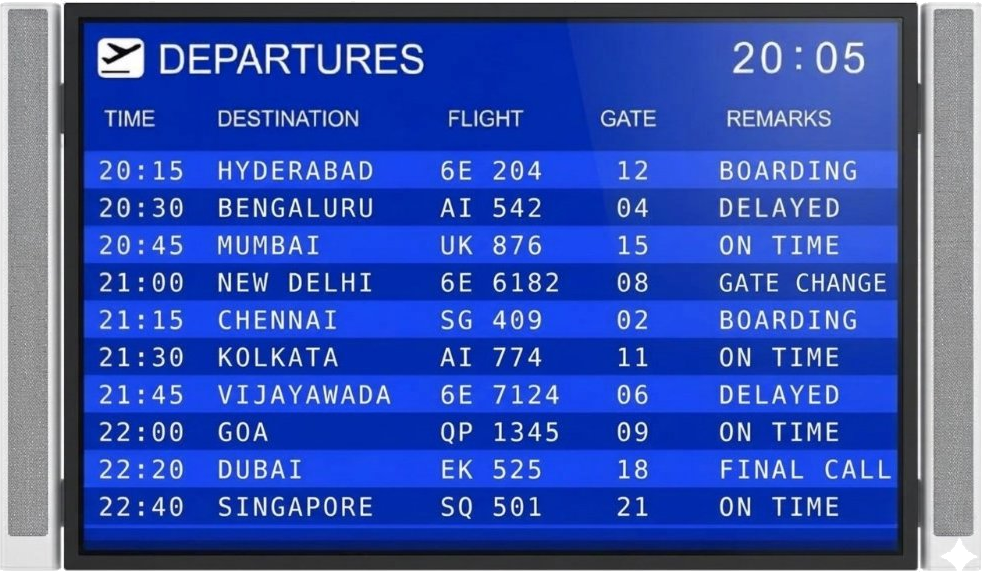 DEPARTURES 20:05
TIME DESTINATION FLIGHT GATE REMARKS
20:15 HYDERABAD 6E 204 12 BOARDING
20:30 BENGALURU AI 542 04 DELAYED
20:45 MUMBAI UK 876 15 ON TIME
21:00 NEW DELHI 6E 6182 08 GATE CHANGE
21:15 CHENNAI SG 409 02 BOARDING
21:30 KOLKATA AI 774 11 ON TIME
21:45 VIJAYAWADA 6E 7124 06 DELAYED
22:00 GOA QP 1345 09 ON TIME
22:20 DUBAI EK 525 18 FINAL CALL
22:40 SINGAPORE SQ 501 21 ON TIME